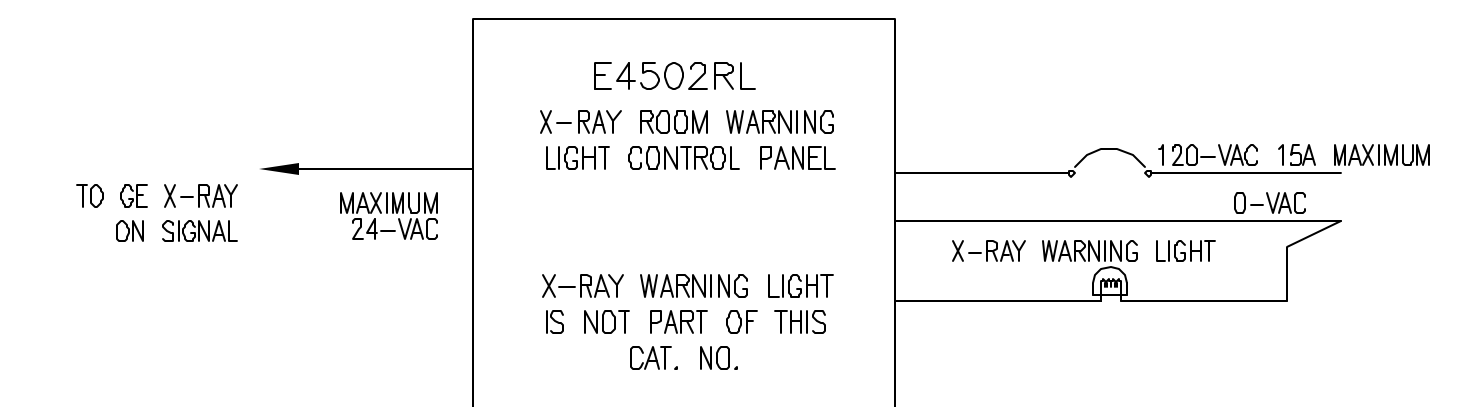 E4502RL
X-RAY ROOM WARNING
LIGHT CONTROL PANEL
TO GE X-RAY
ON SIGNAL
MAXIMUM
24-VAC
120-VAC 15A MAXIMUM
0-VAC
X-RAY WARNING LIGHT
X-RAY WARNING LIGHT
IS NOT PART OF THIS
CAT. NO.